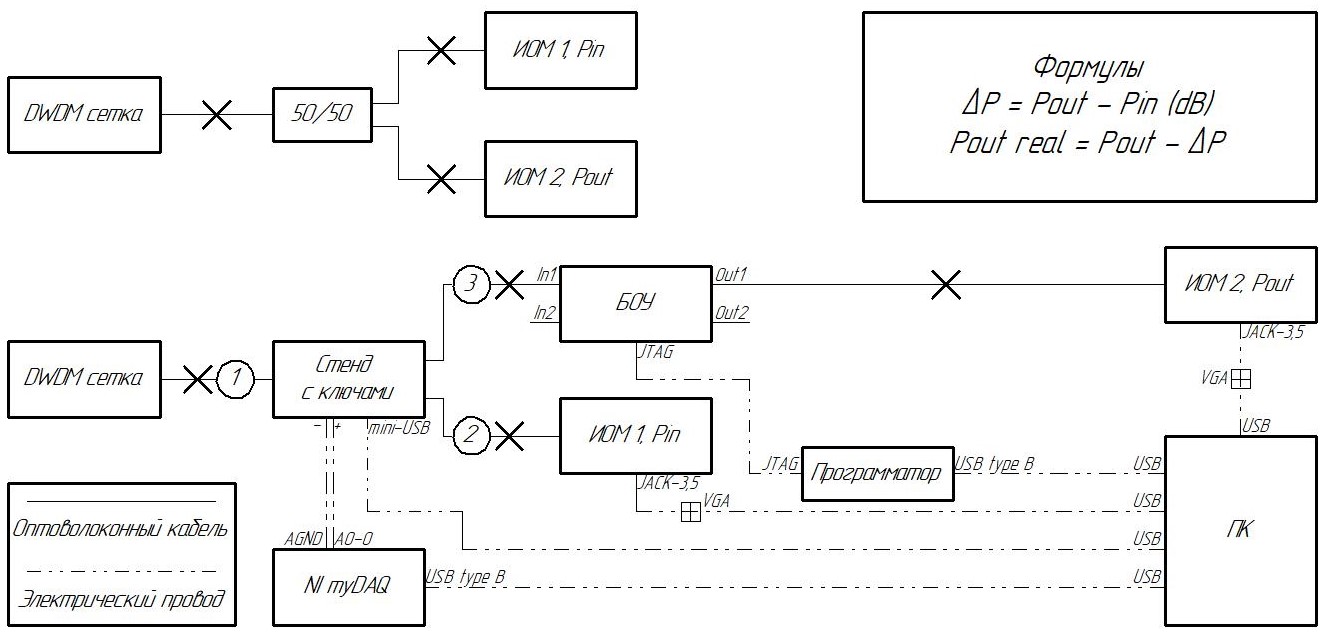 ИОМ 1, Pin
DWDM сетка
50/50
ИОМ 2, Pout
Формулы
ΔP = Pout – Pin (dB)
Pout real = Pout – ΔP
DWDM сетка
1
Стенд
с ключами
- +
mini-USB
3
In1
In2
БОУ
Out1
Out2
JTAG
ИОМ 2, Pout
JACK-3,5
VGA
USB
2
ИОМ 1, Pin
JACK-3,5
VGA
JTAG
Программатор
USB type B
USB
USB
USB
USB
ПК
Оптоволоконный кабель
Электрический провод
AGND
AO-0
NI myDAQ
USB type B